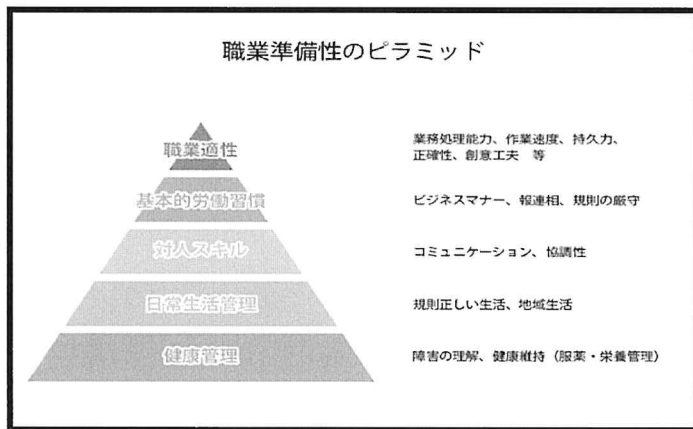 職業準備性のピラミッド
職業適性
業務処理能力、作業速度、持久力、
正確性、創意工夫　等
基本的労働習慣
ビジネスマナー、報連相、規則の厳守
対人スキル
コミュニケーション、協調性
日常生活管理
規則正しい生活、地域生活
健康管理
障害の理解、健康維持（服薬・栄養管理）